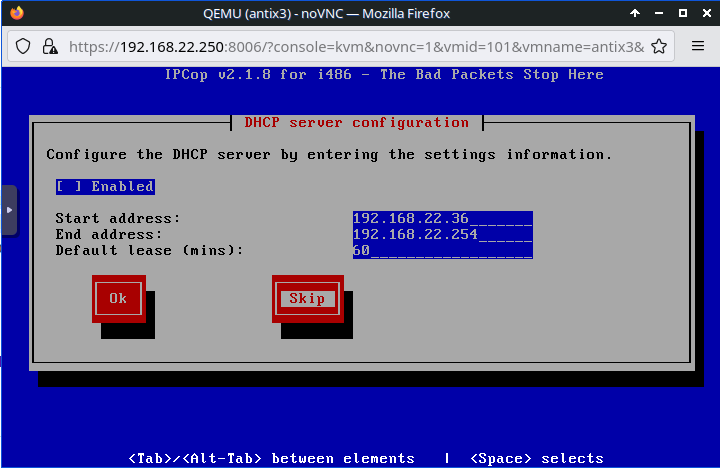 QEMU (antix3) - noVNC — Mozilla Firefox
https://192.168.22.250:8006/?console=kvm&novnc=1&vmid=101&vmname=antix3&
IPCop v2.1.8 for i486 - The Bad Packets Stop Here
DHCP server configuration
Configure the DHCP server by entering the settings information.
[ ] Enabled
Start address: 192.168.22.36_______
End address: 192.168.22.254______
Default lease (mins): 60__________________
Ok Skip
<Tab>/<Alt-Tab> between elements | <Space> selects